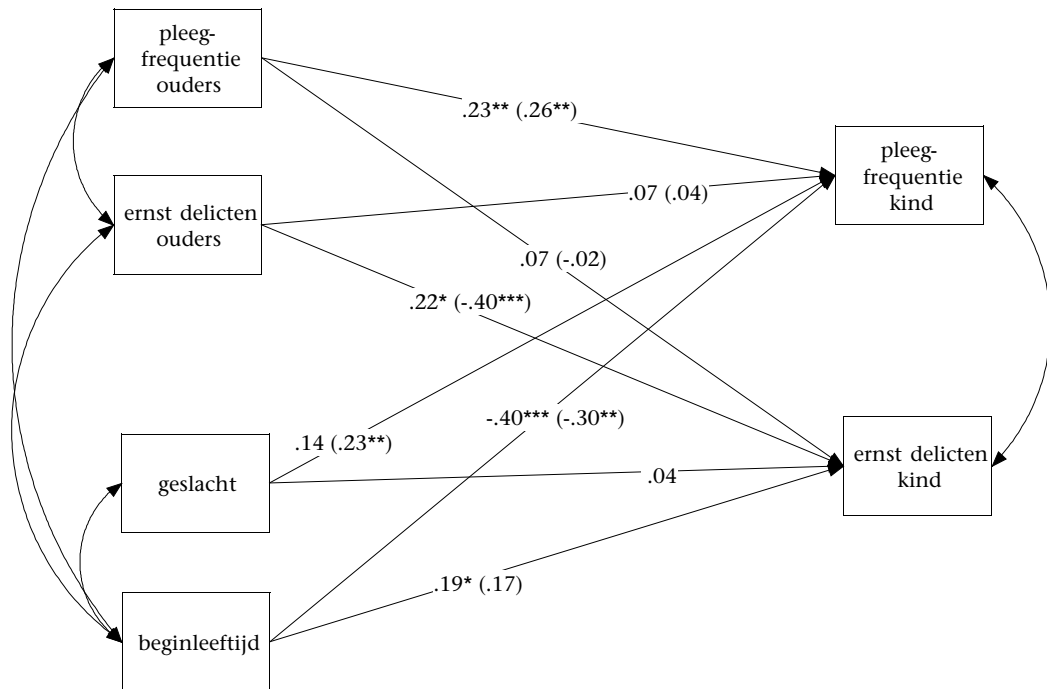 pleeg-
frequentie
ouders
.23** (.26**)
pleeg-
frequentie
kind
.07 (.04)
ernst delicten
ouders
.07 (-.02)
.22* (-.40***)
-.40*** (-.30**)
.14 (.23**)
geslacht
.04
ernst delicten
kind
.19* (.17)
beginleeftijd